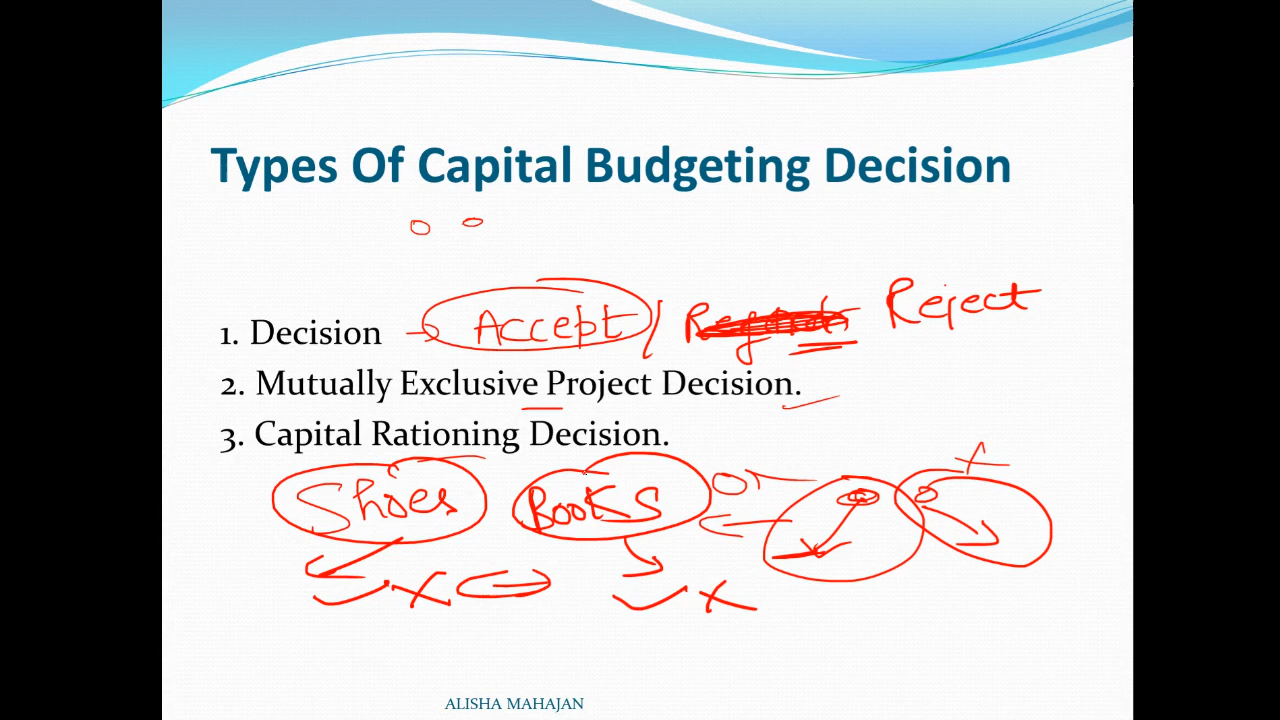 Types Of Capital Budgeting Decision
1. Decision → Accept / Reject
2. Mutually Exclusive Project Decision.
3. Capital Rationing Decision.
Shoes Books or
ALISHA MAHAJAN